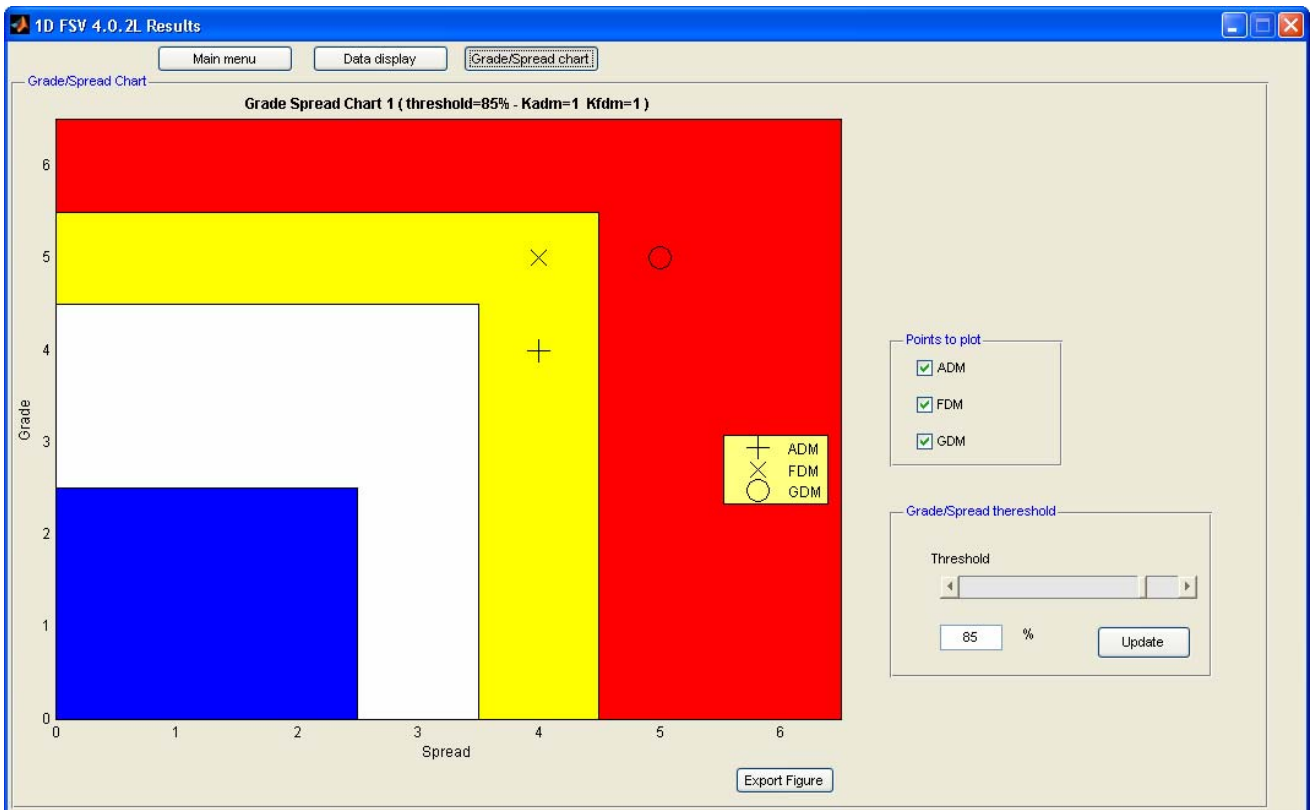 1D FSV 4.0.2L Results
Main menu Data display Grade/Spread chart
Grade/Spread Chart
Grade Spread Chart 1 ( threshold=85% - Kadm=1 Kfdm=1 )
6
5
4
3
2
1
0
Grade
0 1 2 3 4 5 6
Spread
ADM
FDM
GDM
Export Figure
Points to plot
ADM
FDM
GDM
Grade/Spread thereshold
Threshold
85 %
Update